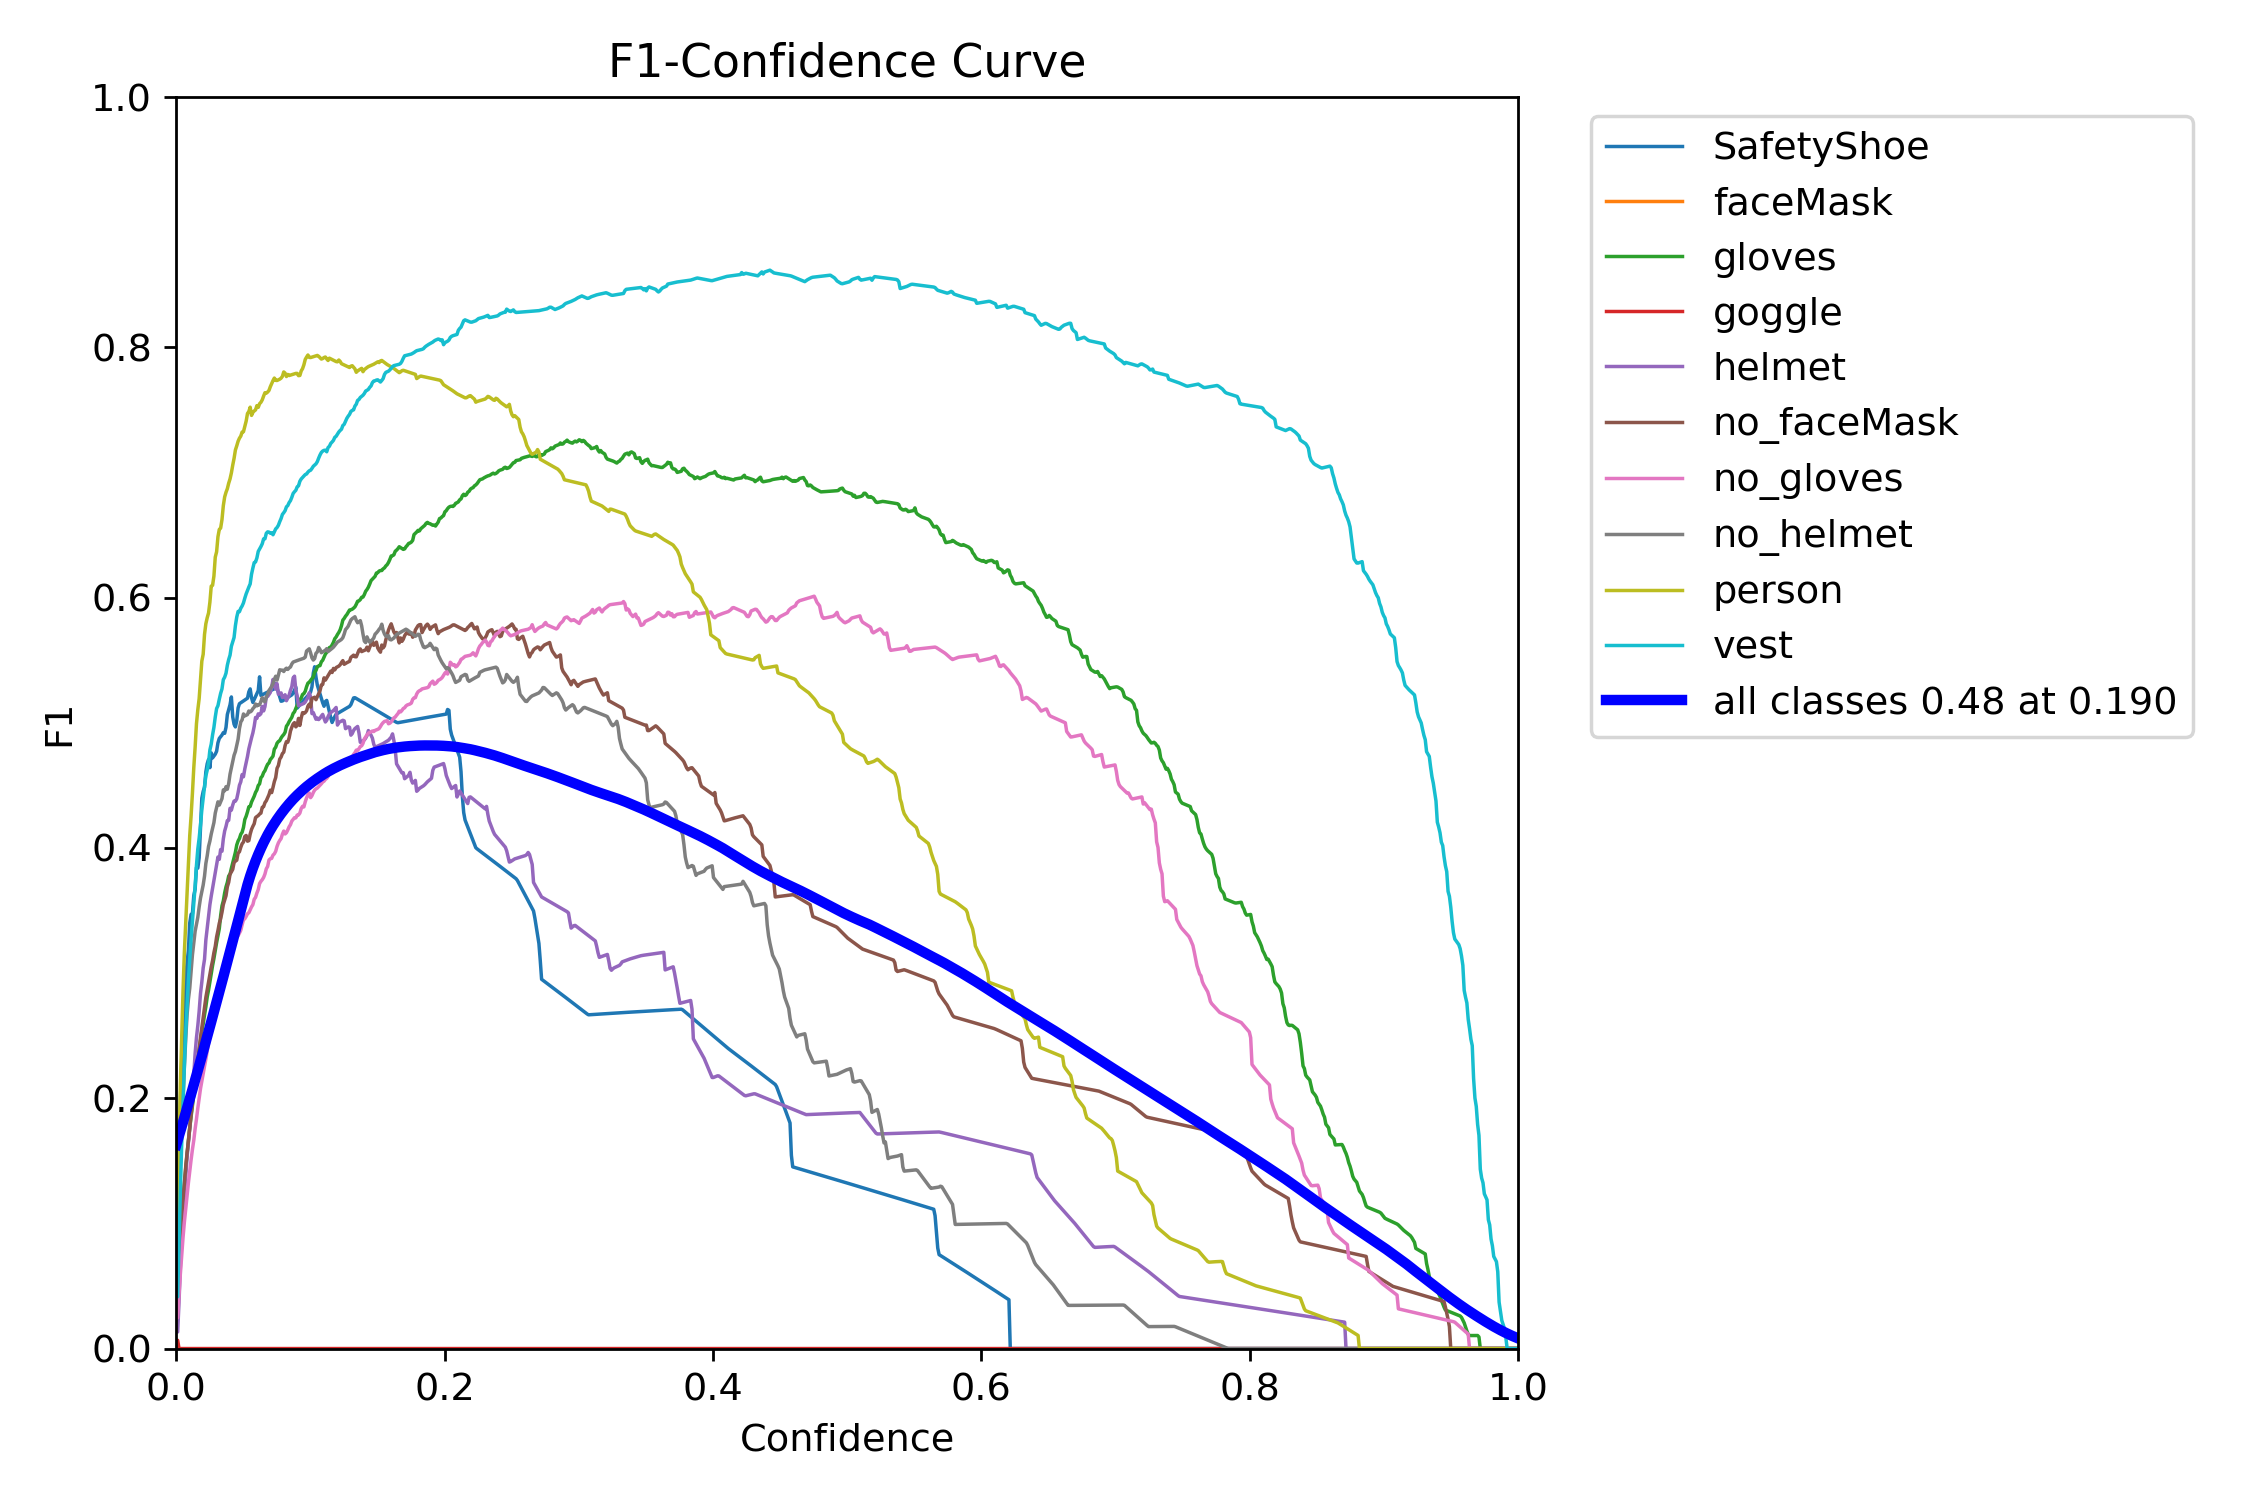 F1-Confidence Curve
1.0
0.8
0.6
0.4
0.2
0.0
F1
0.0 0.2 0.4 0.6 0.8 1.0
Confidence
SafetyShoe
faceMask
gloves
goggle
helmet
no_faceMask
no_gloves
no_helmet
person
vest
all classes 0.48 at 0.190